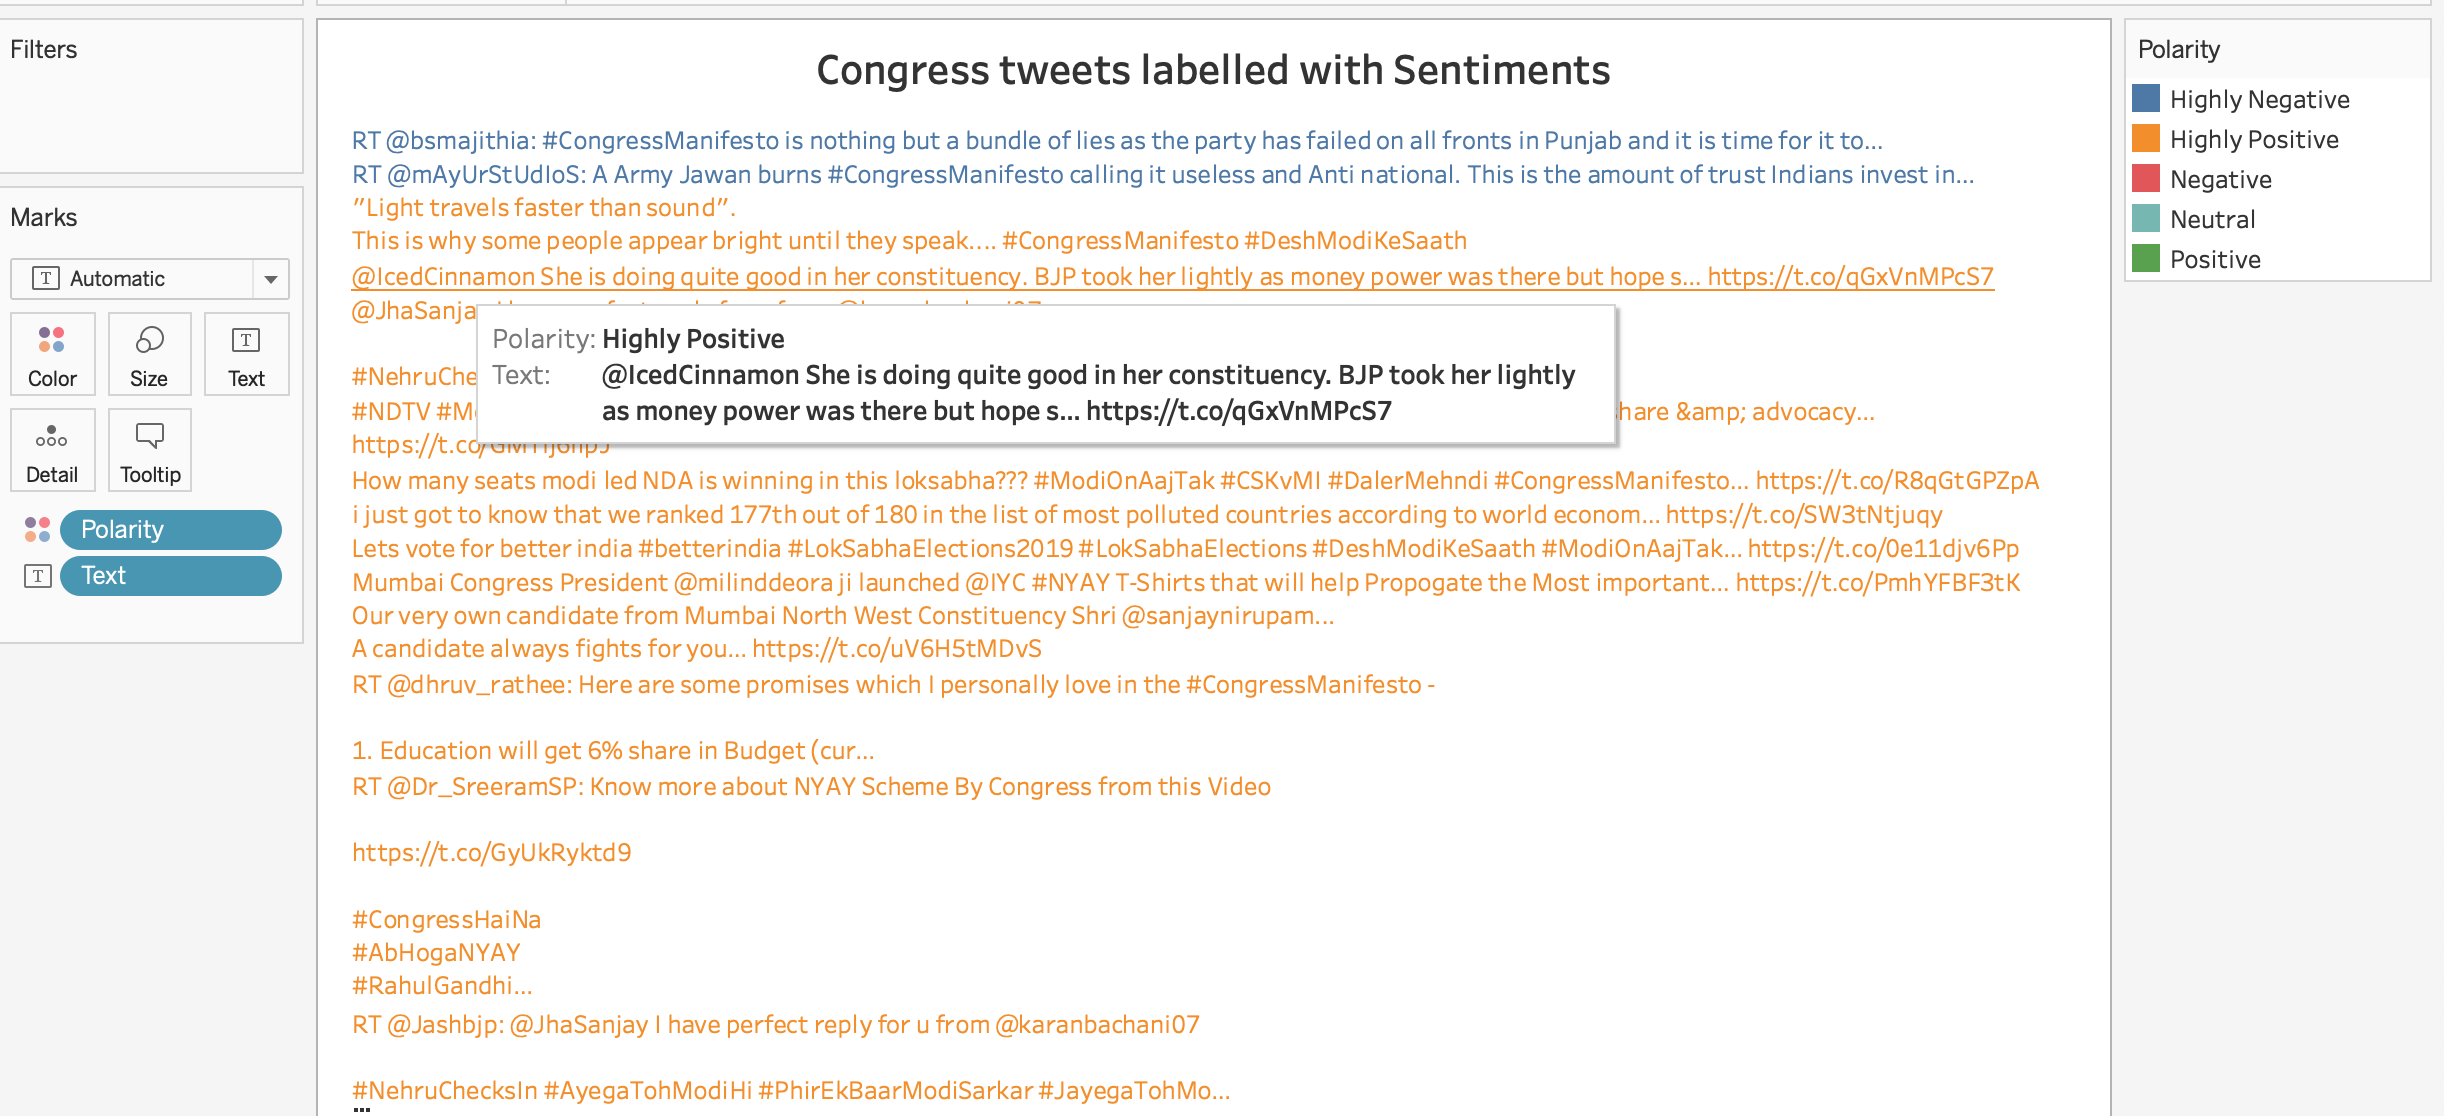 Filters
Marks
Automatic
Color
Size
Text
Detail
Tooltip
Polarity
Text
Congress tweets labelled with Sentiments
RT @bsmajithia: #CongressManifesto is nothing but a bundle of lies as the party has failed on all fronts in Punjab and it is time for it to...
RT @mAyUrStUdIoS: A Army Jawan burns #CongressManifesto calling it useless and Anti national. This is the amount of trust Indians invest in...
"Light travels faster than sound".
This is why some people appear bright until they speak.... #CongressManifesto #DeshModiKeSaath
@IcedCinnamon She is doing quite good in her constituency. BJP took her lightly as money power was there but hope s... https://t.co/qGxVnMPcS7
@JhaSanja
Polarity: Highly Positive
Text: @IcedCinnamon She is doing quite good in her constituency. BJP took her lightly
as money power was there but hope s... https://t.co/qGxVnMPcS7
#NehruChe
#NDTV #M
hare &amp; advocacy...
https://t.co/
How many seats modi led NDA is winning in this loksabha??? #ModiOnAajTak #CSKvMI #DalerMehndi #CongressManifesto... https://t.co/R8qGtGPZpA
i just got to know that we ranked 177th out of 180 in the list of most polluted countries according to world econom... https://t.co/SW3tNtjuqy
Lets vote for better india #betterindia #LokSabhaElections2019 #LokSabhaElections #DeshModiKeSaath #ModiOnAajTak... https://t.co/0e11djv6Pp
Mumbai Congress President @milinddeora ji launched @IYC #NYAY T-Shirts that will help Propogate the Most important... https://t.co/PmhYFBF3tK
Our very own candidate from Mumbai North West Constituency Shri @sanjaynirupam...
A candidate always fights for you... https://t.co/uV6H5tMDvS
RT @dhruv_rathee: Here are some promises which I personally love in the #CongressManifesto -
1. Education will get 6% share in Budget (cur...
RT @Dr_SreeramSP: Know more about NYAY Scheme By Congress from this Video
https://t.co/GyUkRyktd9
#CongressHaiNa
#AbHogaNYAY
#RahulGandhi...
RT @Jashbjp: @JhaSanjay I have perfect reply for u from @karanbachani07
#NehruChecksIn #AyegaTohModiHi #PhirEkBaarModiSarkar #JayegaTohMo...
Polarity
Highly Negative
Highly Positive
Negative
Neutral
Positive